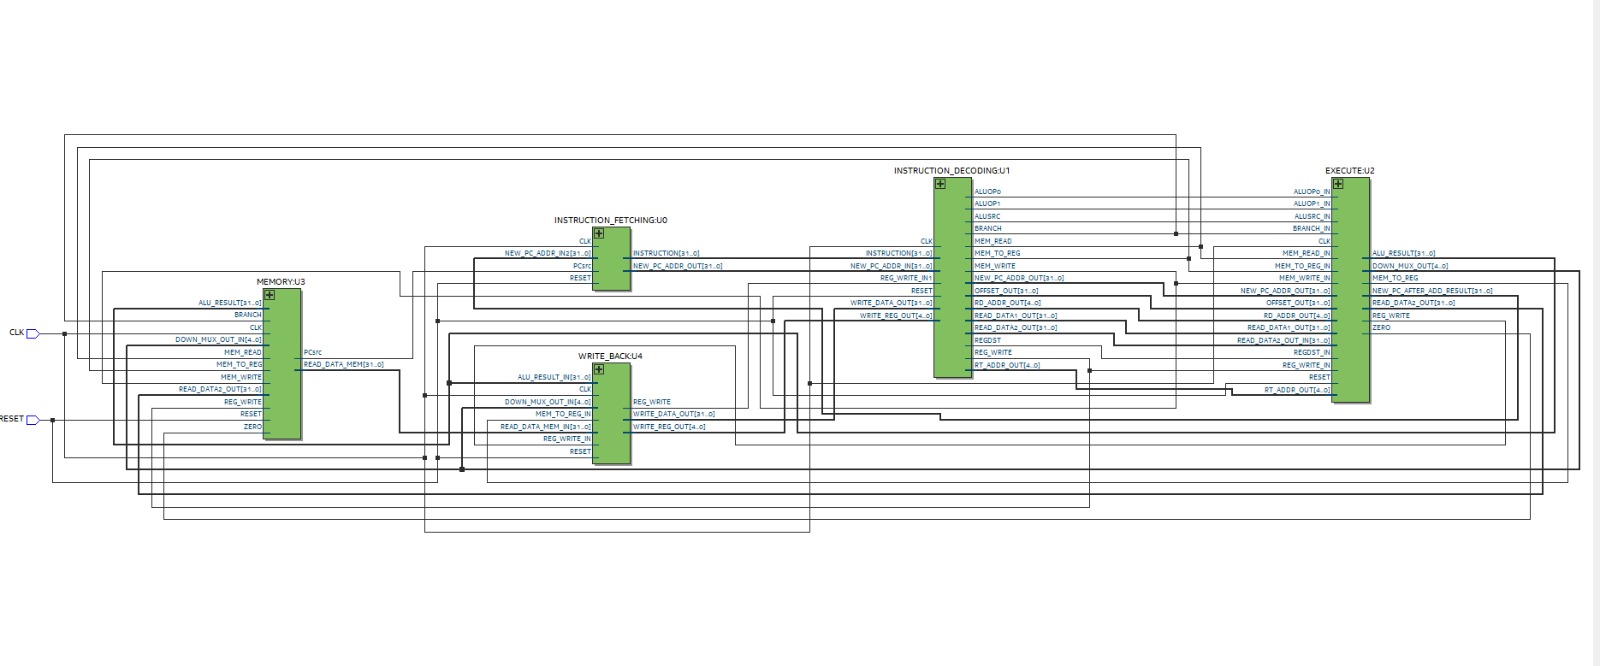 CLK
RESET
MEMORY:U3
ALU_RESULT[31..0]
BRANCH
CLK
DOWN_MUX_OUT_IN[4..0]
MEM_READ
MEM_TO_REG
MEM_WRITE
READ_DATA2_OUT[31..0]
REG_WRITE
RESET
ZERO
PCsrc
READ_DATA_MEM[31..0]
INSTRUCTION_FETCHING:U0
CLK
NEW_PC_ADDR_IN2[31..0]
PCsrc
RESET
INSTRUCTION[31..0]
NEW_PC_ADDR_OUT[31..0]
WRITE_BACK:U4
ALU_RESULT_IN[31..0]
CLK
DOWN_MUX_OUT_IN[4..0]
MEM_TO_REG_IN
READ_DATA_MEM_IN[31..0]
REG_WRITE_IN
RESET
REG_WRITE
WRITE_DATA_OUT[31..0]
WRITE_REG_OUT[4..0]
INSTRUCTION_DECODING:U1
CLK
INSTRUCTION[31..0]
NEW_PC_ADDR_IN[31..0]
REG_WRITE_IN1
RESET
WRITE_DATA_OUT[31..0]
WRITE_REG_OUT[4..0]
ALUOP0
ALUOP1
ALUSRC
BRANCH
MEM_READ
MEM_TO_REG
MEM_WRITE
NEW_PC_ADDR_OUT[31..0]
OFFSET_OUT[31..0]
RD_ADDR_OUT[4..0]
READ_DATA1_OUT[31..0]
READ_DATA2_OUT[31..0]
REGDST
REG_WRITE
RT_ADDR_OUT[4..0]
EXECUTE:U2
ALUOP0_IN
ALUOP1_IN
ALUSRC_IN
BRANCH_IN
CLK
MEM_READ_IN
MEM_TO_REG_IN
MEM_WRITE_IN
NEW_PC_ADDR_OUT[31..0]
OFFSET_OUT[31..0]
RD_ADDR_OUT[4..0]
READ_DATA1_OUT[31..0]
READ_DATA2_OUT_IN[31..0]
REGDST_IN
REG_WRITE_IN
RESET
RT_ADDR_OUT[4..0]
ALU_RESULT[31..0]
DOWN_MUX_OUT[4..0]
MEM_TO_REG
NEW_PC_AFTER_ADD_RESULT[31..0]
READ_DATA2_OUT[31..0]
REG_WRITE
ZERO